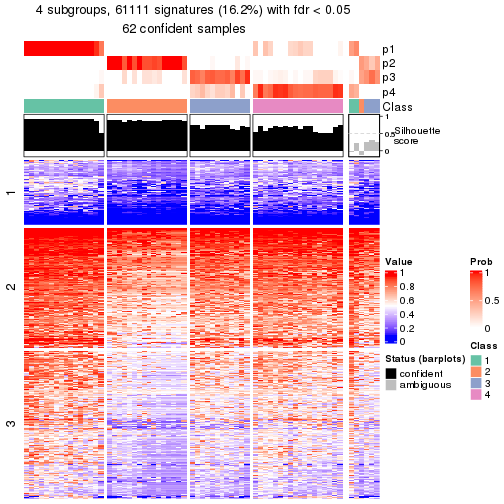 4 subgroups, 61111 signatures (16.2%) with fdr < 0.05
62 confident samples
p1
p2
p3
p4
Class
1
0.5
0
Silhouette
score
1
2
3
Value
1
0.8
0.6
0.4
0.2
0
Status (barplots)
confident
ambiguous
Prob
1
0.5
0
Class
1
2
3
4